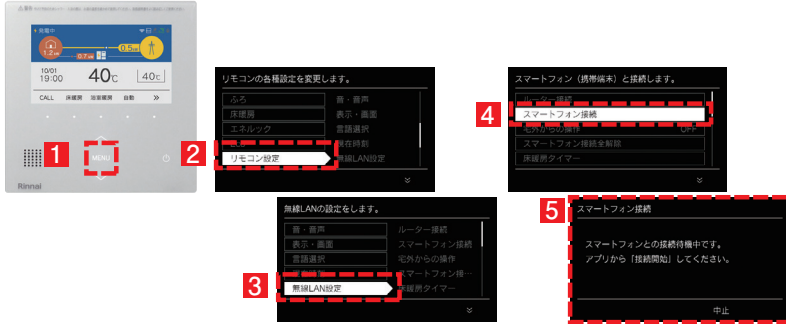 発電中
1.2
0.7
0.5
10/01
19:00
40℃
40℃
CALL
床暖房
浴室暖房
自動
1
MENU
Rinnai
2
リモコンの各種設定を変更します。
ふろ
音・音声
床暖房
表示・画面
エネルック
言語選択
現在時刻
リモコン設定
無線LAN設定
3
無線LANの設定をします。
音・音声
ルーター接続
表示・画面
スマートフォン接続
言語選択
宅外からの操作
スマートフォン接…
無線LAN設定
床暖房タイマー
4
スマートフォン（携帯端末）と接続します。
ルーター接続
スマートフォン接続
宅外からの操作
OFF
スマートフォン接続全解除
床暖房タイマー
5
スマートフォン接続
スマートフォンとの接続待機中です。
アプリから「接続開始」してください。
中止